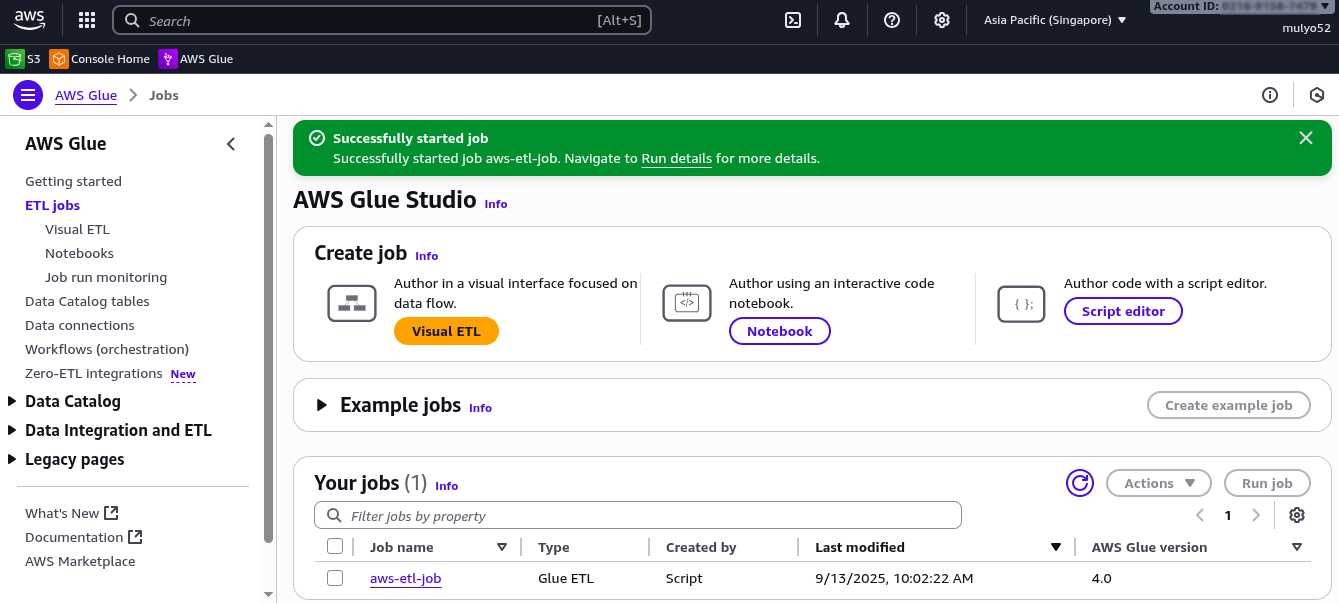 aws
Search [Alt+S]
Asia Pacific (Singapore)
Account ID:
mulyo52
S3 Console Home AWS Glue
AWS Glue > Jobs
AWS Glue
Getting started
ETL jobs
Visual ETL
Notebooks
Job run monitoring
Data Catalog tables
Data connections
Workflows (orchestration)
Zero-ETL integrations New
Data Catalog
Data Integration and ETL
Legacy pages
What's New
Documentation
AWS Marketplace
Successfully started job
Successfully started job aws-etl-job. Navigate to Run details for more details.
AWS Glue Studio Info
Create job Info
Author in a visual interface focused on
data flow.
Visual ETL
</>
Author using an interactive code
notebook.
Notebook
{ };
Author code with a script editor.
Script editor
Example jobs Info
Create example job
Your jobs (1) Info
Actions
Run job
Filter jobs by property
1
Job name Type Created by Last modified AWS Glue version
aws-etl-job Glue ETL Script 9/13/2025, 10:02:22 AM 4.0